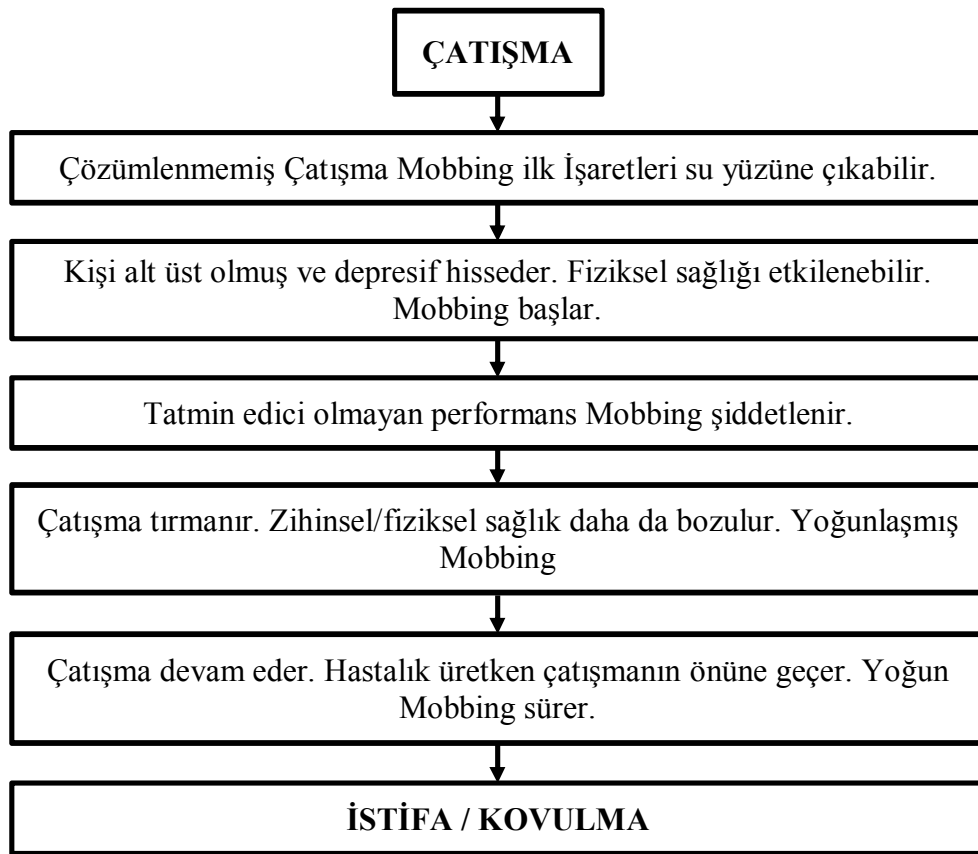 ÇATIŞMA
Çözümlenmemiş Çatışma Mobbing ilk İşaretleri su yüzüne çıkabilir.
Kişi alt üst olmuş ve depresif hisseder. Fiziksel sağlığı etkilenebilir.
Mobbing başlar.
Tatmin edici olmayan performans Mobbing şiddetlenir.
Çatışma tırmanır. Zihinsel/fiziksel sağlık daha da bozulur. Yoğunlaşmış
Mobbing
Çatışma devam eder. Hastalık üretken çatışmanın önüne geçer. Yoğun
Mobbing sürer.
İSTİFA / KOVULMA